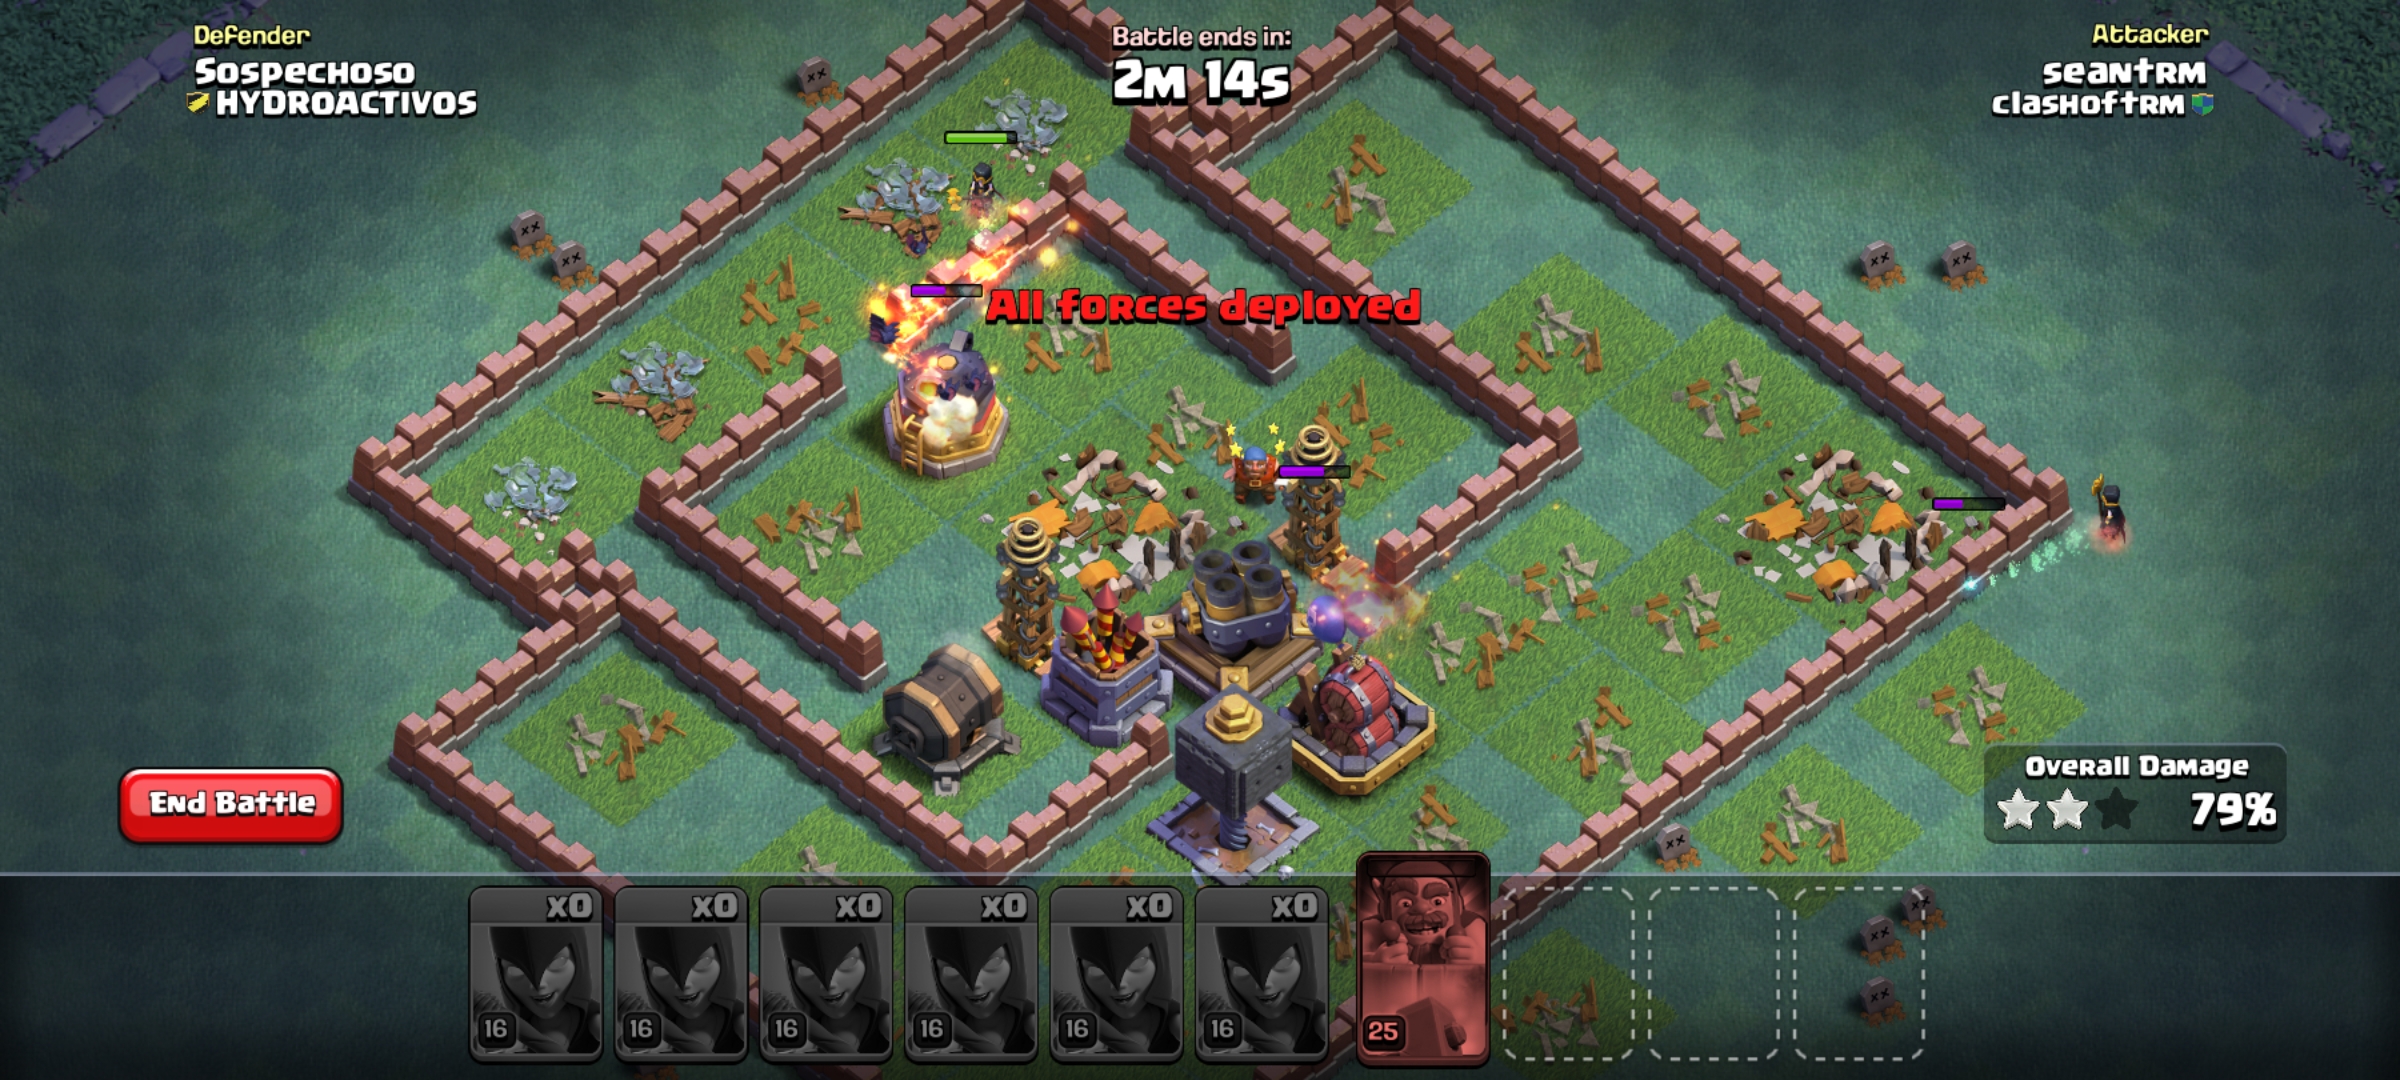 Defender
Sospechoso
HYDROACTIVOS
Battle ends in:
2M 14s
Attacker
seantRM
clashoftRM
All forces deployed
End Battle
Overall Damage
79%
x0
x0
x0
x0
x0
x0
16
16
16
16
16
16
25